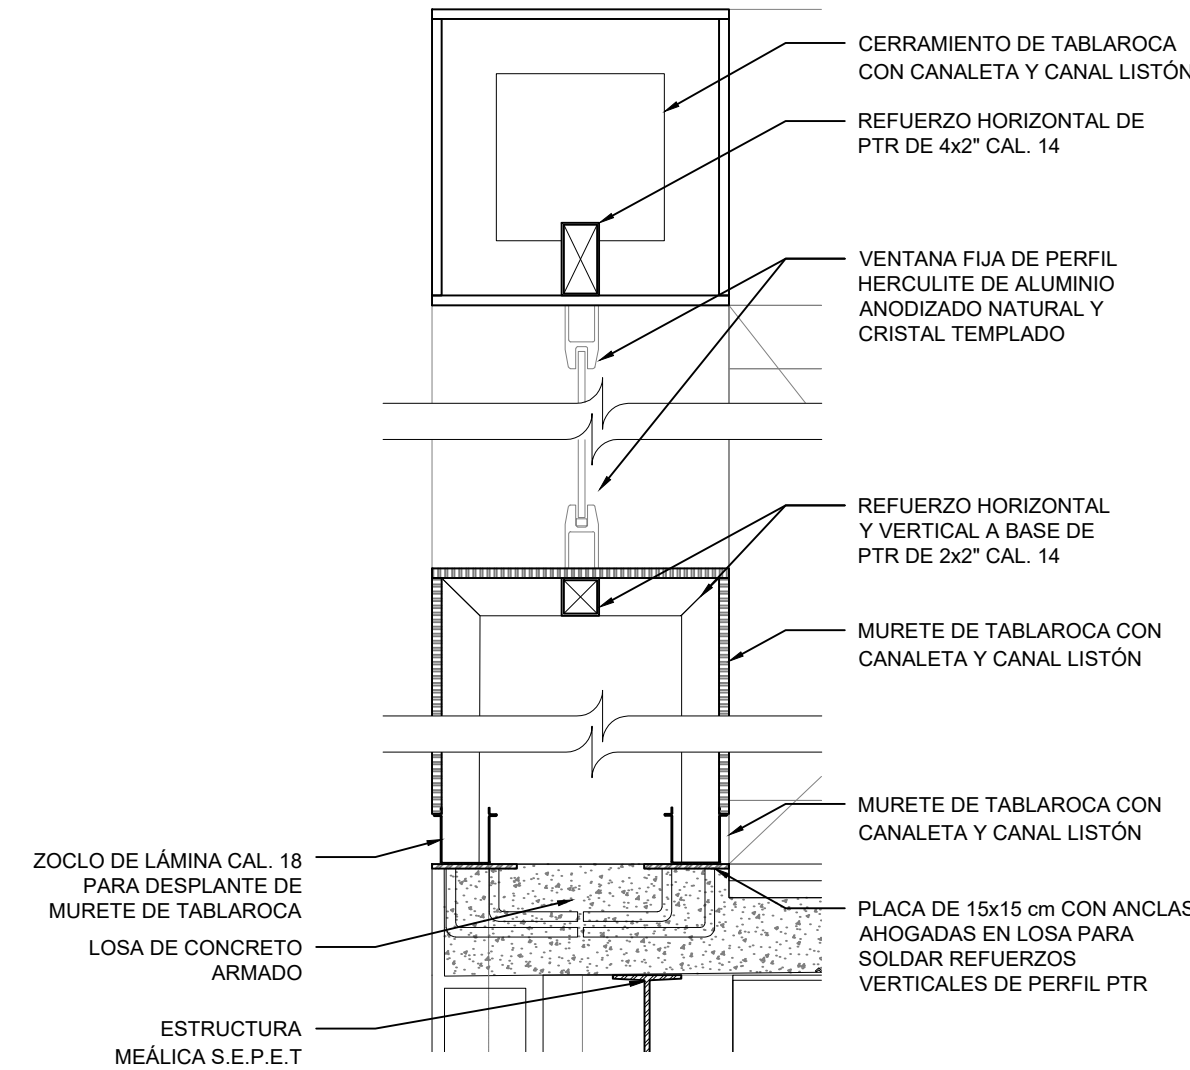 CERRAMIENTO DE TABLAROCA
CON CANALETA Y CANAL LISTÓN
REFUERZO HORIZONTAL DE
PTR DE 4x2" CAL. 14
VENTANA FIJA DE PERFIL
HERCULITE DE ALUMINIO
ANODIZADO NATURAL Y
CRISTAL TEMPLADO
REFUERZO HORIZONTAL
Y VERTICAL A BASE DE
PTR DE 2x2" CAL. 14
MURETE DE TABLAROCA CON
CANALETA Y CANAL LISTÓN
MURETE DE TABLAROCA CON
CANALETA Y CANAL LISTÓN
ZOCLO DE LÁMINA CAL. 18
PARA DESPLANTE DE
MURETE DE TABLAROCA
PLACA DE 15x15 cm CON ANCLAS
AHOGADAS EN LOSA PARA
SOLDAR REFUERZOS
VERTICALES DE PERFIL PTR
LOSA DE CONCRETO
ARMADO
ESTRUCTURA
MEÁLICA S.E.P.E.T